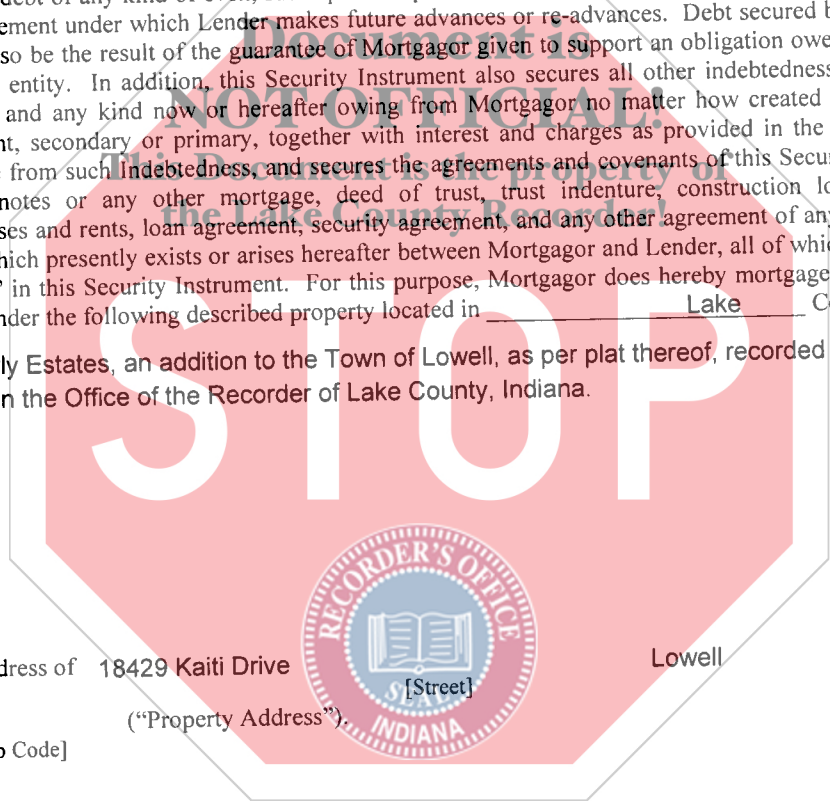 ement under which Lender makes future advances or re-advances. Debt secured b
so be the result of the guarantee of Mortgagor given to support an obligation owe
entity. In addition, this Security Instrument also secures all other indebtedness
and any kind now or hereafter owing from Mortgagor no matter how created
nt, secondary or primary, together with interest and charges as provided in the
from such Indebtedness, and secures the agreements and covenants of this Secur
notes or any other mortgage, deed of trust, trust indenture, construction lo
ses and rents, loan agreement, security agreement, and any other agreement of any
hich presently exists or arises hereafter between Mortgagor and Lender, all of whic
" in this Security Instrument. For this purpose, Mortgagor does hereby mortgage
nder the following described property located in Lake C
ly Estates, an addition to the Town of Lowell, as per plat thereof, recorded
n the Office of the Recorder of Lake County, Indiana.
Document is
NOT OFFICIAL!
This Document is the property of
the Lake County Recorder!
STOP
RECORDER'S OFFICE
SEAL
INDIANA
dress of 18429 Kaiti Drive Lowell
[Street]
("Property Address").
Code]